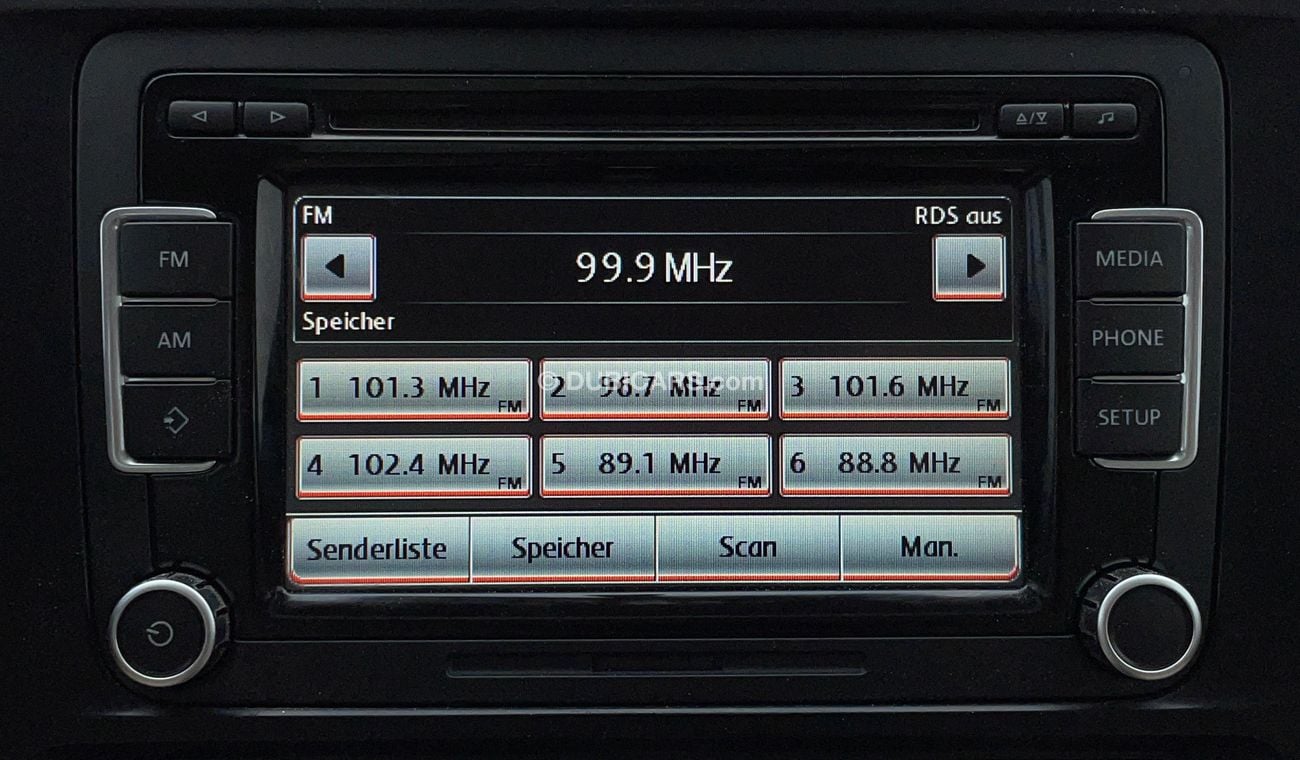 FM RDS aus
FM 99.9 MHz MEDIA
Speicher
AM PHONE
1 101.3 MHz FM 2 MHz FM 3 101.6 MHz FM
© DUBICARS.com
SETUP
4 102.4 MHz FM 5 89.1 MHz FM 6 88.8 MHz FM
Senderliste Speicher Scan Man.